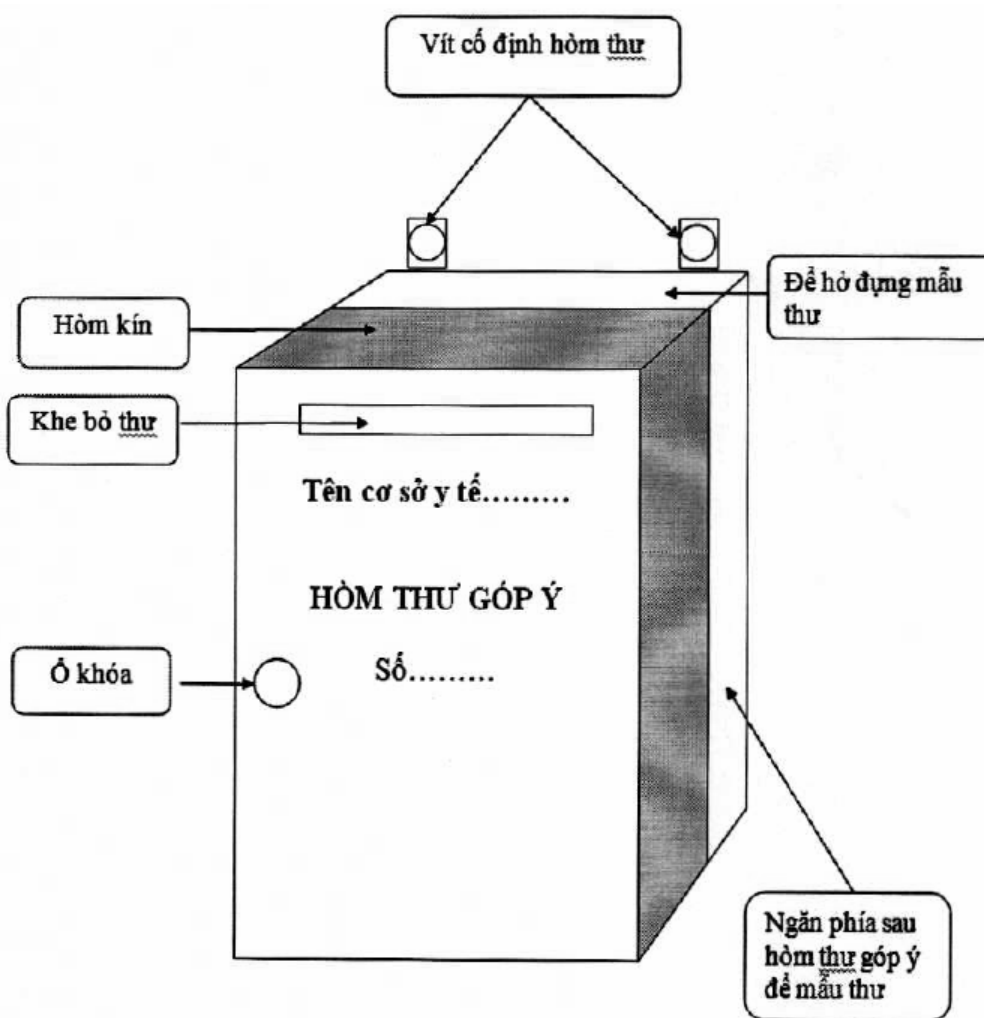 Vít cố định hòm thư
Để hở đựng mẫu
thư
Hòm kín
Khe bỏ thư
Tên cơ sở y tế.........
HÒM THƯ GÓP Ý
Số.........
Ổ khóa
Ngăn phía sau
hòm thư góp ý
để mẫu thư